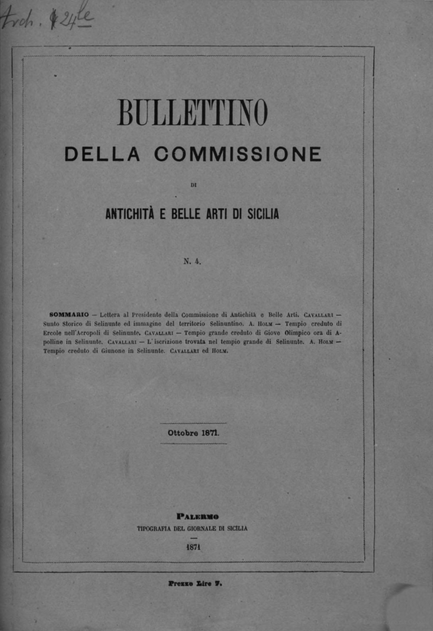 Arch. 24
BULLETTINO
DELLA COMMISSIONE
DI
ANTICHITÀ E BELLE ARTI DI SICILIA
N. 4.
SOMMARIO — Lettera al Presidente della Commissione di Antichità e Belle Arti. CAVALLARI —
Sunto Storico di Selinunte ed immagine del territorio Selinuntino. A. HOLM — Tempio creduto di
Ercole nell'Acropoli di Selinunte. CAVALLARI — Tempio grande creduto di Giove Olimpico ora di A-
polline in Selinunte. CAVALLARI — L'iscrizione trovata nel tempio grande di Selinunte. A. HOLM —
Tempio creduto di Giunone in Selinunte. CAVALLARI ed HOLM.
Ottobre 1871.
PALERMO
TIPOGRAFIA DEL GIORNALE DI SICILIA
1871
Prezzo Lire